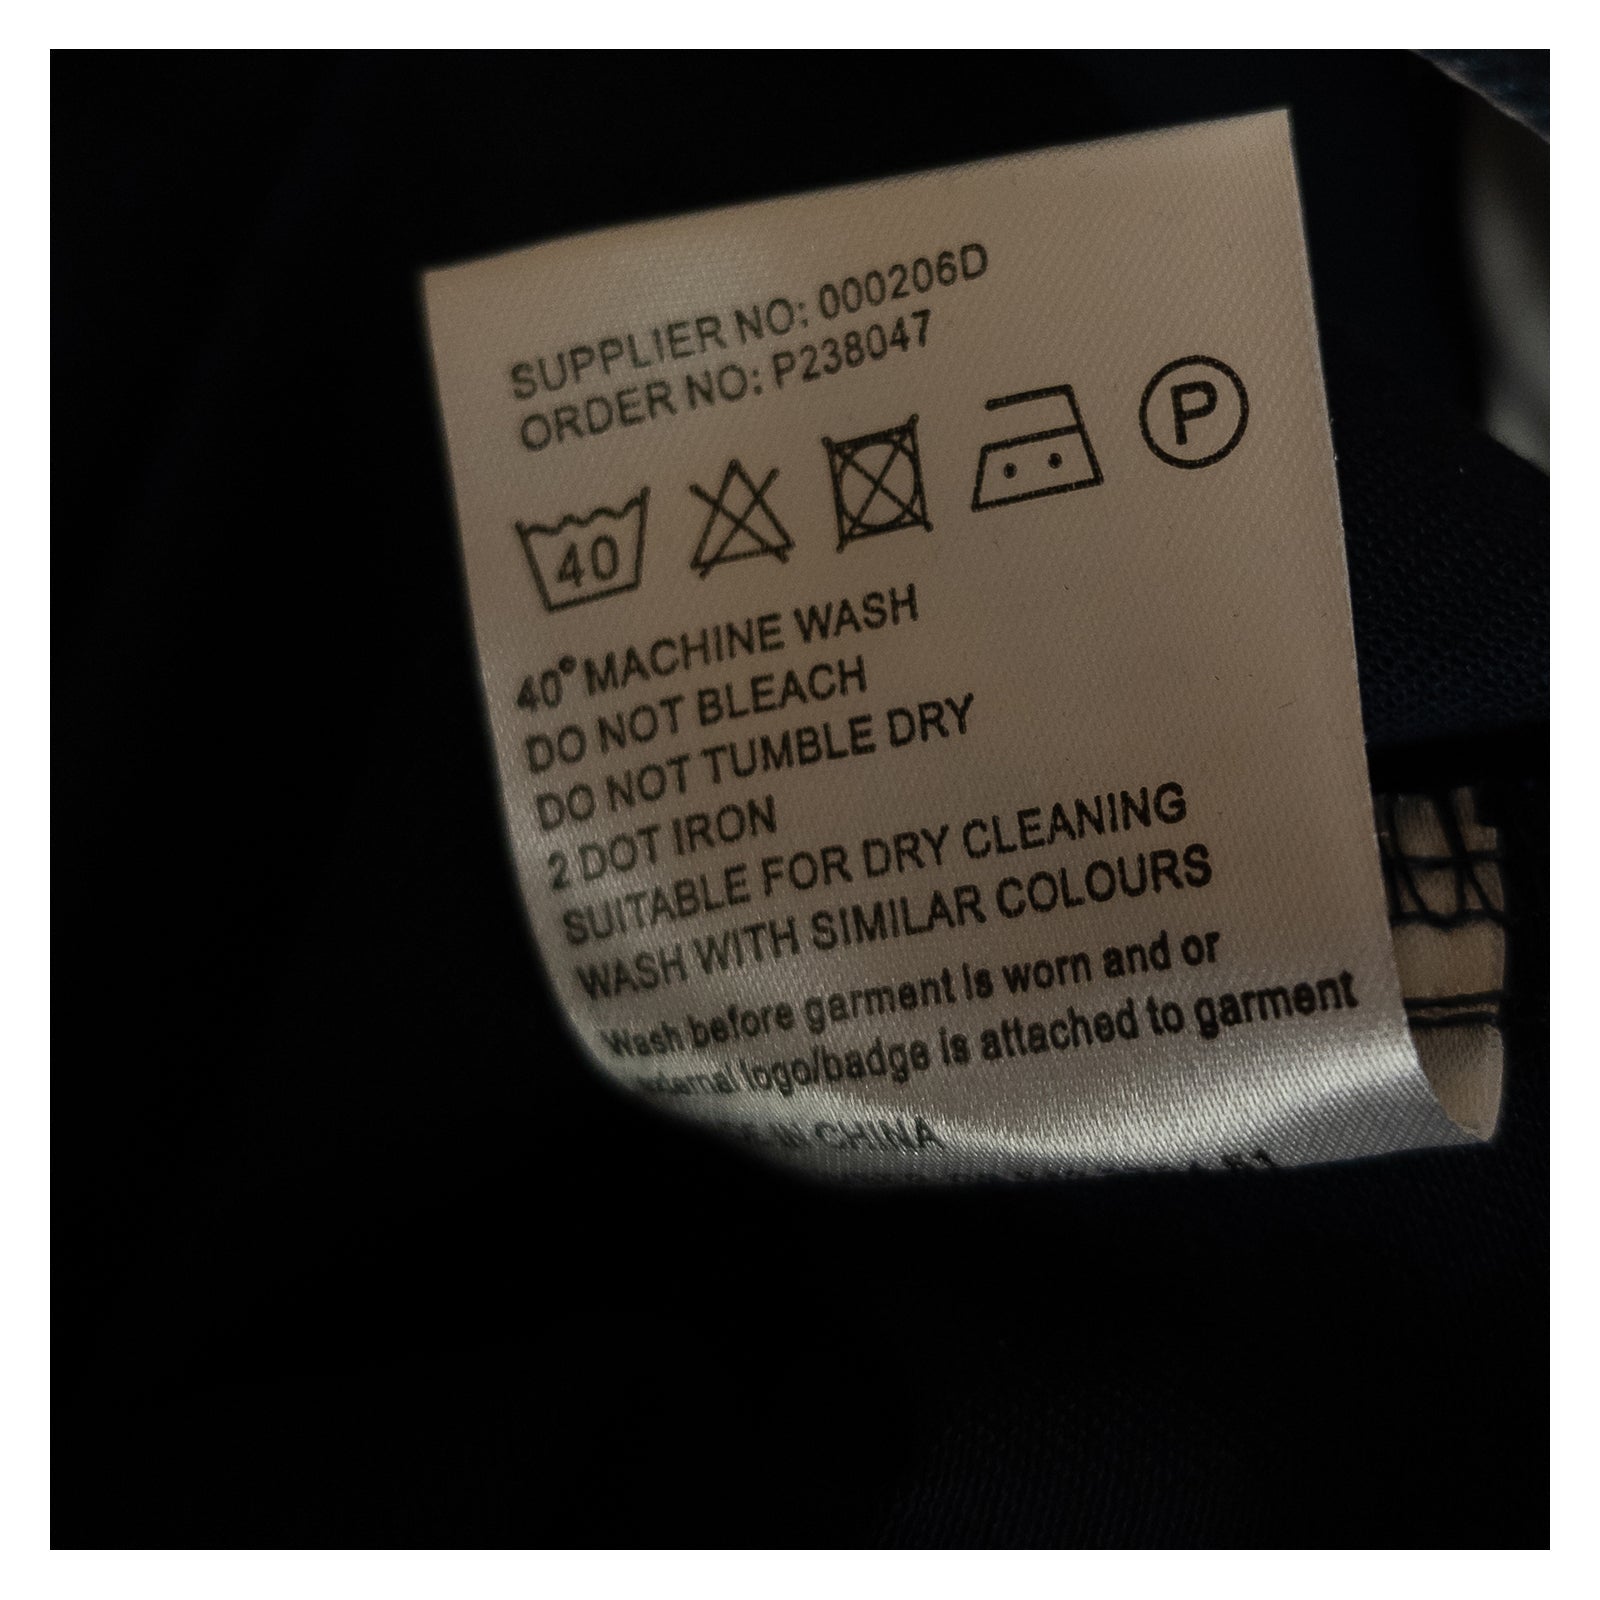 SUPPLIER NO: 000206D
ORDER NO: P238047
40
P
40° MACHINE WASH
DO NOT BLEACH
DO NOT TUMBLE DRY
2 DOT IRON
SUITABLE FOR DRY CLEANING
WASH WITH SIMILAR COLOURS
Wash before garment is worn and or
logo/badge is attached to garment
CHINA